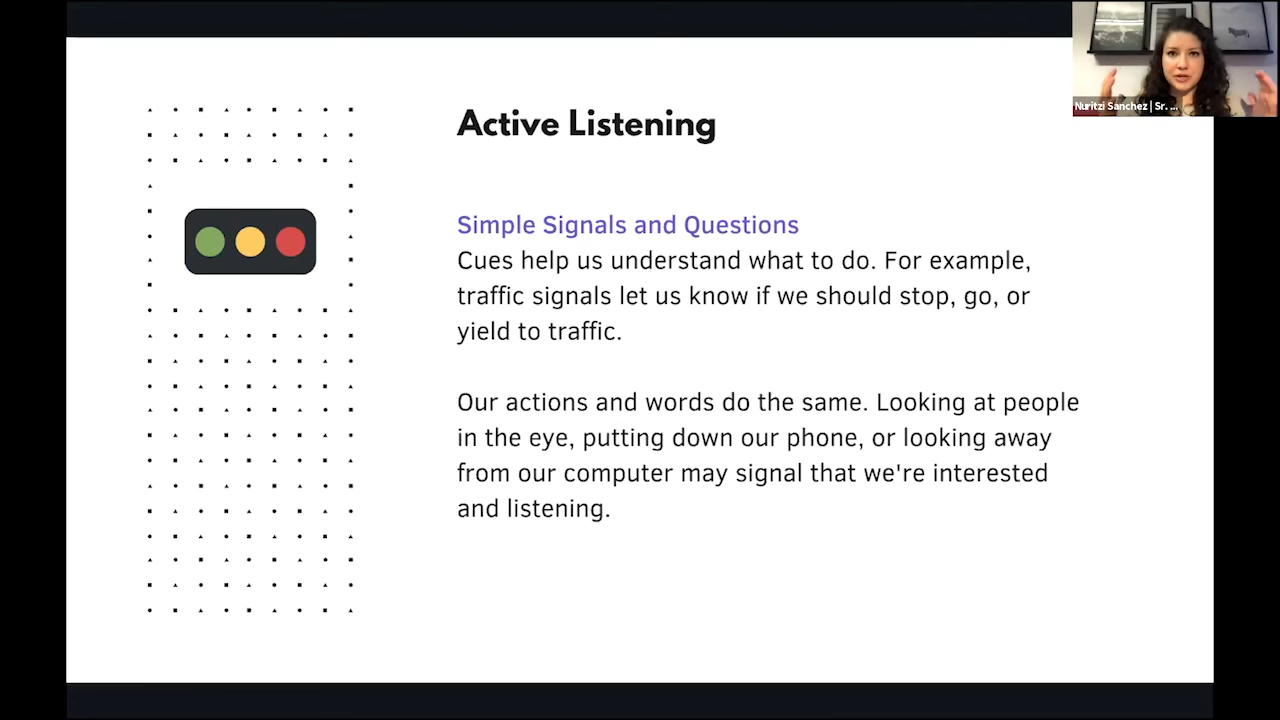 Nuritzi Sanchez | Sr. ...
Active Listening
Simple Signals and Questions
Cues help us understand what to do. For example,
traffic signals let us know if we should stop, go, or
yield to traffic.
Our actions and words do the same. Looking at people
in the eye, putting down our phone, or looking away
from our computer may signal that we're interested
and listening.